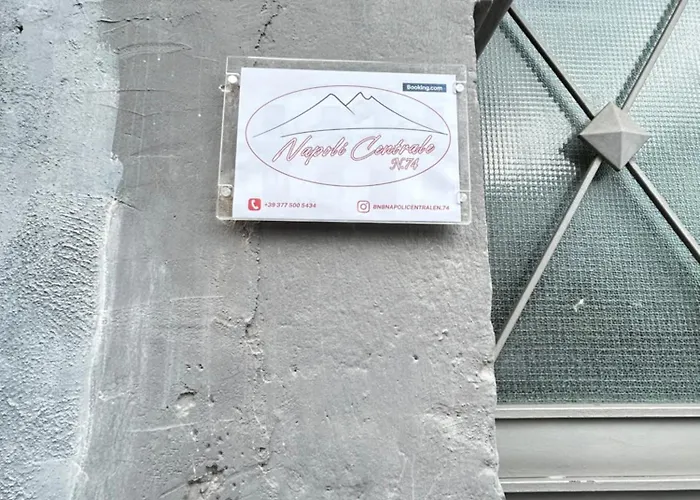 Booking.com
Napoli Centrale
N.74
+39 377 500 5434
BNBNAPOLICENTRALEN.74